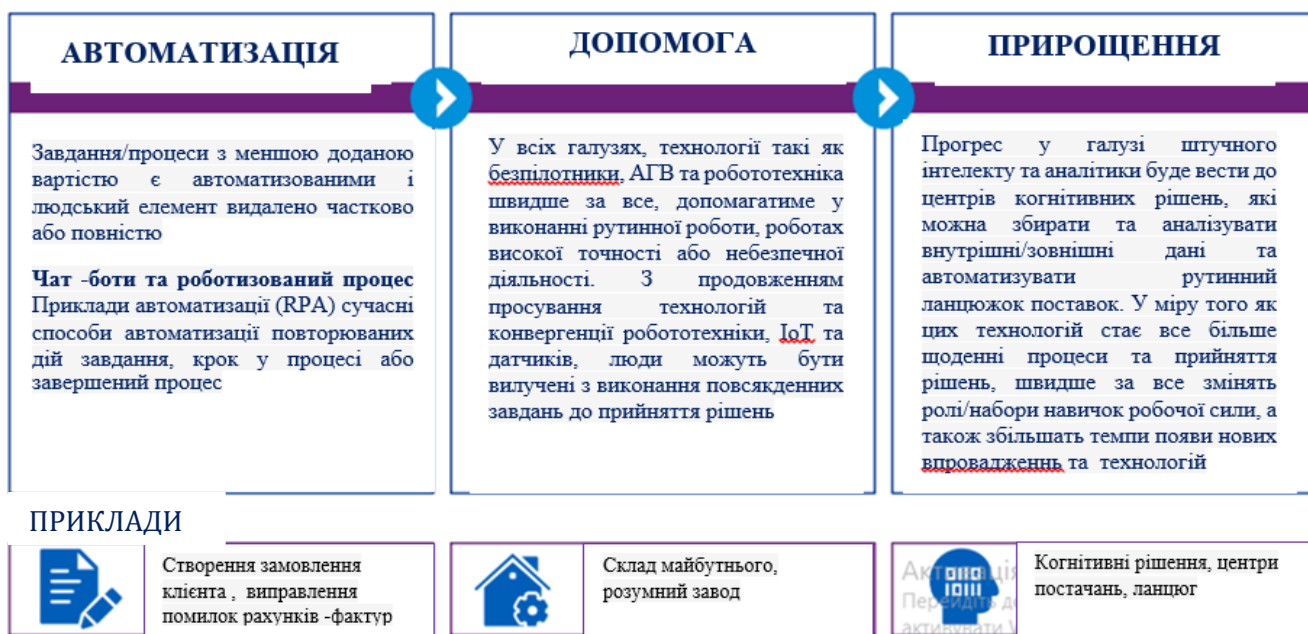 АВТОМАТИЗАЦІЯ
Завдання/процеси з меншою доданою
вартістю є автоматизованими і
людський елемент видалено частково
або повністю
Чат -боти та роботизований процес
Приклади автоматизації (RPA) сучасні
способи автоматизації повторюваних
дій завдання, крок у процесі або
завершений процес
ДОПОМОГА
У всіх галузях, технології такі як
безпілотники, АГВ та робототехніка
швидше за все, допомагатиме у
виконанні рутинної роботи, роботах
високої точності або небезпечної
діяльності. З продовженням
просування технологій та
конвергенції робототехніки, ІоТ та
датчиків, люди можуть бути
вилучені з виконання повсякденних
завдань до прийняття рішень
ПРИРОЩЕННЯ
Прогрес у галузі штучного
інтелекту та аналітики буде вести до
центрів когнітивних рішень, які
можна збирати та аналізувати
внутрішні/зовнішні дані та
автоматизувати рутинний
ланцюжок поставок. У міру того як
цих технологій стає все більше
щоденні процеси та прийняття
рішень, швидше за все змінять
ролі/набори навичок робочої сили, а
також збільшать темпи появи нових
впровадженнь та технологій
ПРИКЛАДИ
Створення замовлення
клієнта , виправлення
помилок рахунків -фактур
Склад майбутнього,
розумний завод
Когнітивні рішення, центри
постачань, ланцюг